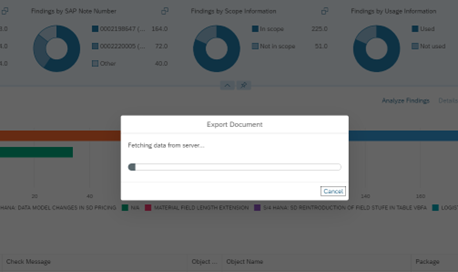 Findings by SAP Note Number
Findings by Scope Information
Findings by Usage Information
0002198647 (... 164.0
In scope 225.0
Used
0002220005 (... 72.0
Not in scope 51.0
Not used
Other 40.0
Analyze Findings
Export Document
Fetching data from server...
Cancel
20 40 140 160
HANA: DATA MODEL CHANGES IN SD PRICING N/A MATERIAL FIELD LENGTH EXTENSION S/4 HANA: SD REINTRODUCTION OF FIELD STUFE IN TABLE VBFA
Check Message Object ... Object Name Package